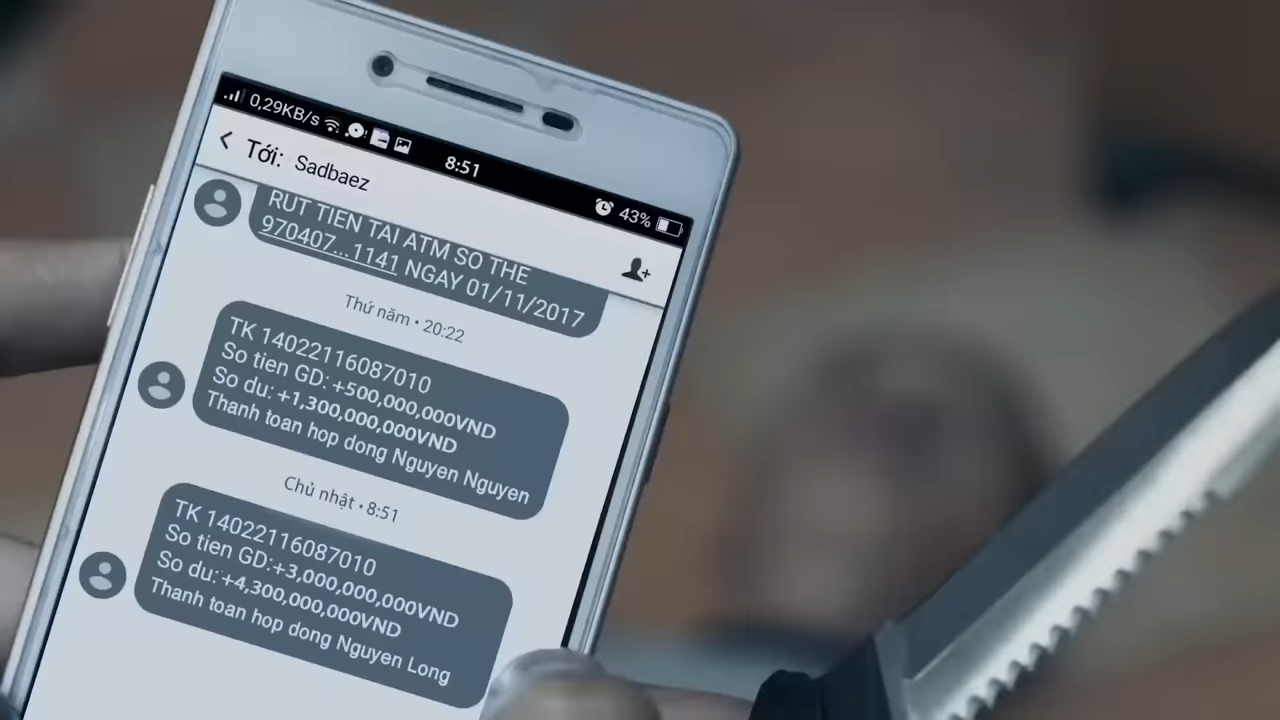 0,29KB/s
8:51
43%
Tới: Sadbaez
RUT TIEN TAI ATM SO THE
970407...1141 NGAY 01/11/2017
Thứ năm • 20:22
TK 14022116087010
So tien GD: +500,000,000VND
So du: +1,300,000,000VND
Thanh toan hop dong Nguyen Nguyen
Chủ nhật • 8:51
TK 14022116087010
So tien GD:+3,000,000,000VND
So du: +4,300,000,000VND
Thanh toan hop dong Nguyen Long